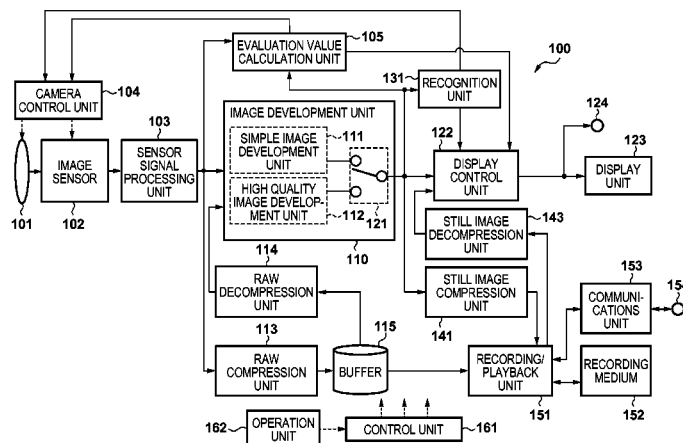 105
EVALUATION VALUE
CALCULATION UNIT
100
131
RECOGNITION
UNIT
CAMERA
CONTROL UNIT
104
124
103
IMAGE DEVELOPMENT UNIT
111
SIMPLE IMAGE
DEVELOPMENT
UNIT
122
123
IMAGE
SENSOR
SENSOR
SIGNAL
PROCESSING
UNIT
DISPLAY
CONTROL
UNIT
DISPLAY
UNIT
HIGH QUALITY
IMAGE DEVELOP-
MENT UNIT
112
121
101
102
110
STILL IMAGE
DECOMPRESSION
UNIT
143
114
RAW
DECOMPRESSION
UNIT
STILL IMAGE
COMPRESSION
UNIT
141
153
COMMUNI-
CATIONS
UNIT
154
113
115
RAW
COMPRESSION
UNIT
BUFFER
RECORDING/
PLAYBACK
UNIT
151
RECORDING
MEDIUM
152
162
OPERATION
UNIT
CONTROL UNIT
161